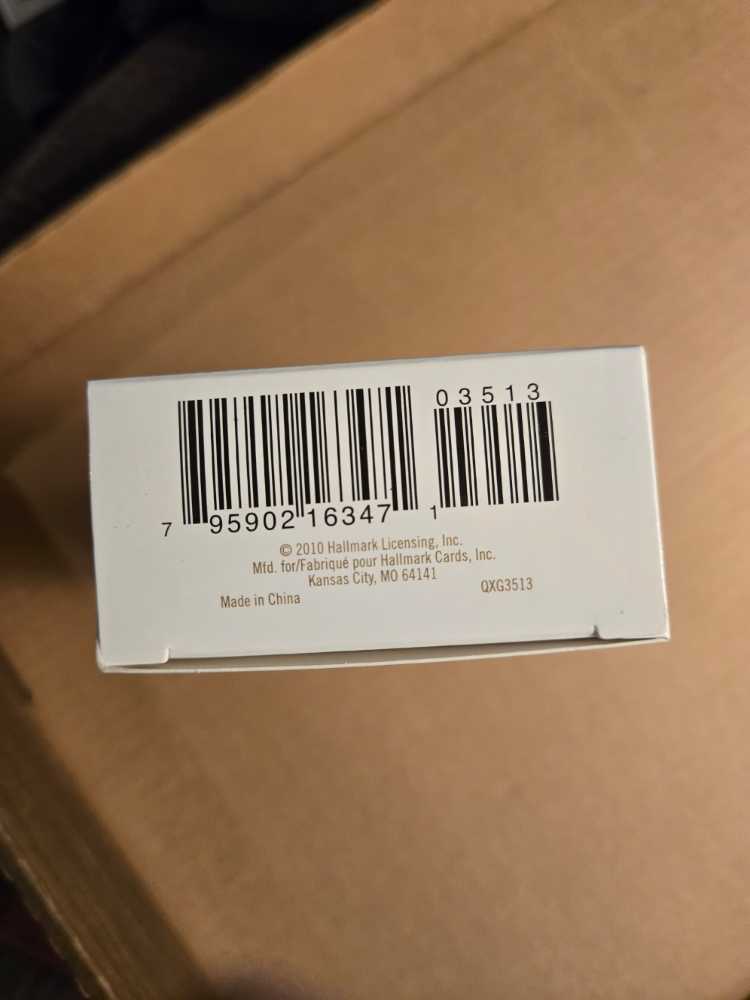 03513
7 95902 16347 1
© 2010 Hallmark Licensing, Inc.
Mfd. for/Fabriqué pour Hallmark Cards, Inc.
Kansas City, MO 64141
Made in China QXG3513